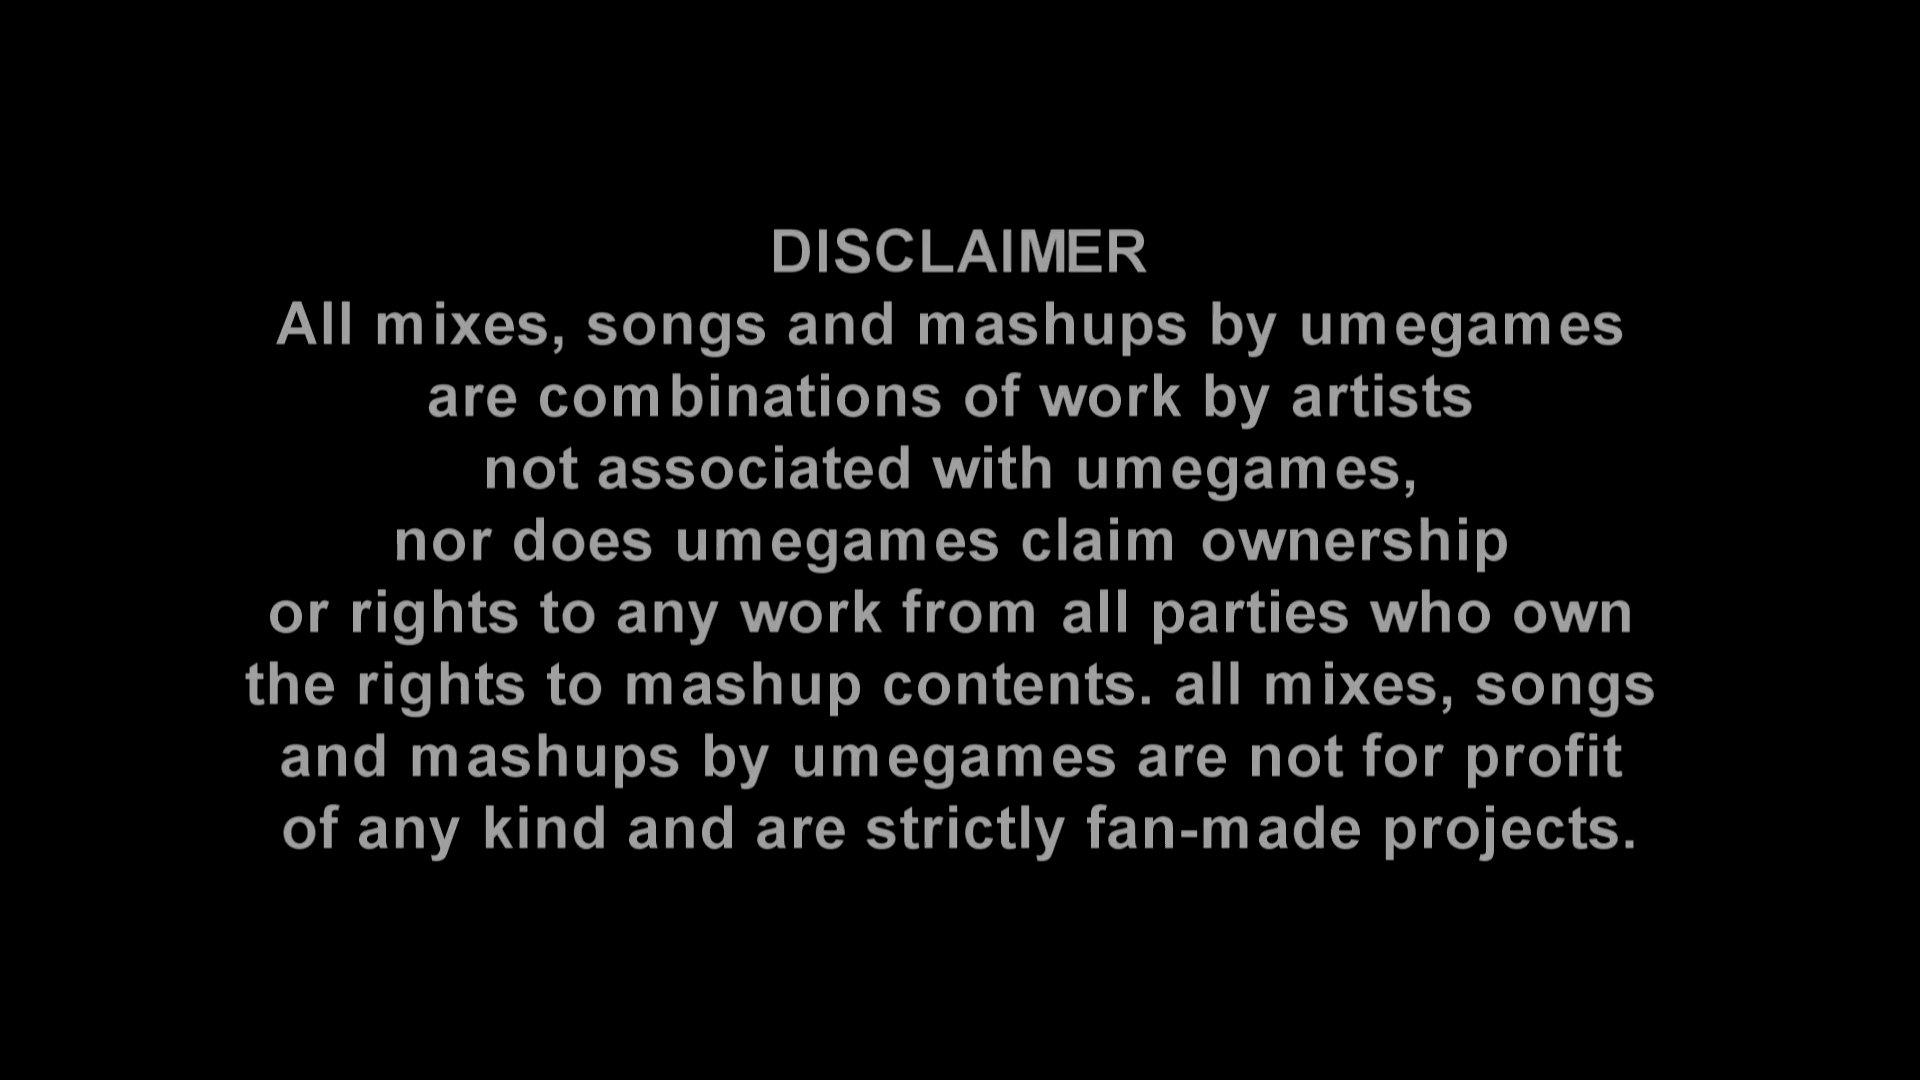 DISCLAIMER
All mixes, songs and mashups by umegames
are combinations of work by artists
not associated with umegames,
nor does umegames claim ownership
or rights to any work from all parties who own
the rights to mashup contents. all mixes, songs
and mashups by umegames are not for profit
of any kind and are strictly fan-made projects.